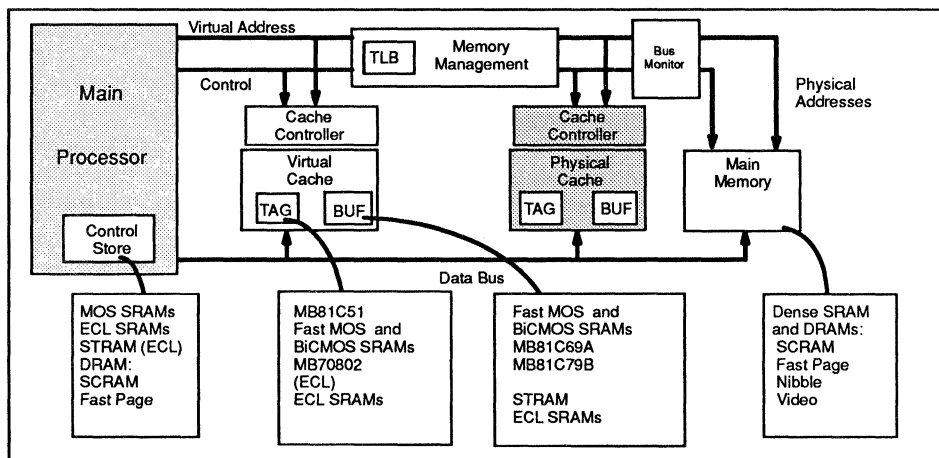 Virtual Address
Main
Processor
Control
Store
Control
TLB
Memory
Management
Bus
Monitor
Physical
Addresses
Cache
Controller
Virtual
Cache
TAG
BUF
Cache
Controller
Physical
Cache
TAG
BUF
Main
Memory
Data Bus
MOS SRAMs
ECL SRAMs
STRAM (ECL)
DRAM:
SCRAM
Fast Page
MB81C51
Fast MOS and
BiCMOS SRAMs
MB70802
(ECL)
ECL SRAMs
Fast MOS and
BiCMOS SRAMs
MB81C69A
MB81C79B
STRAM
ECL SRAMs
Dense SRAM
and DRAMs:
SCRAM
Fast Page
Nibble
Video